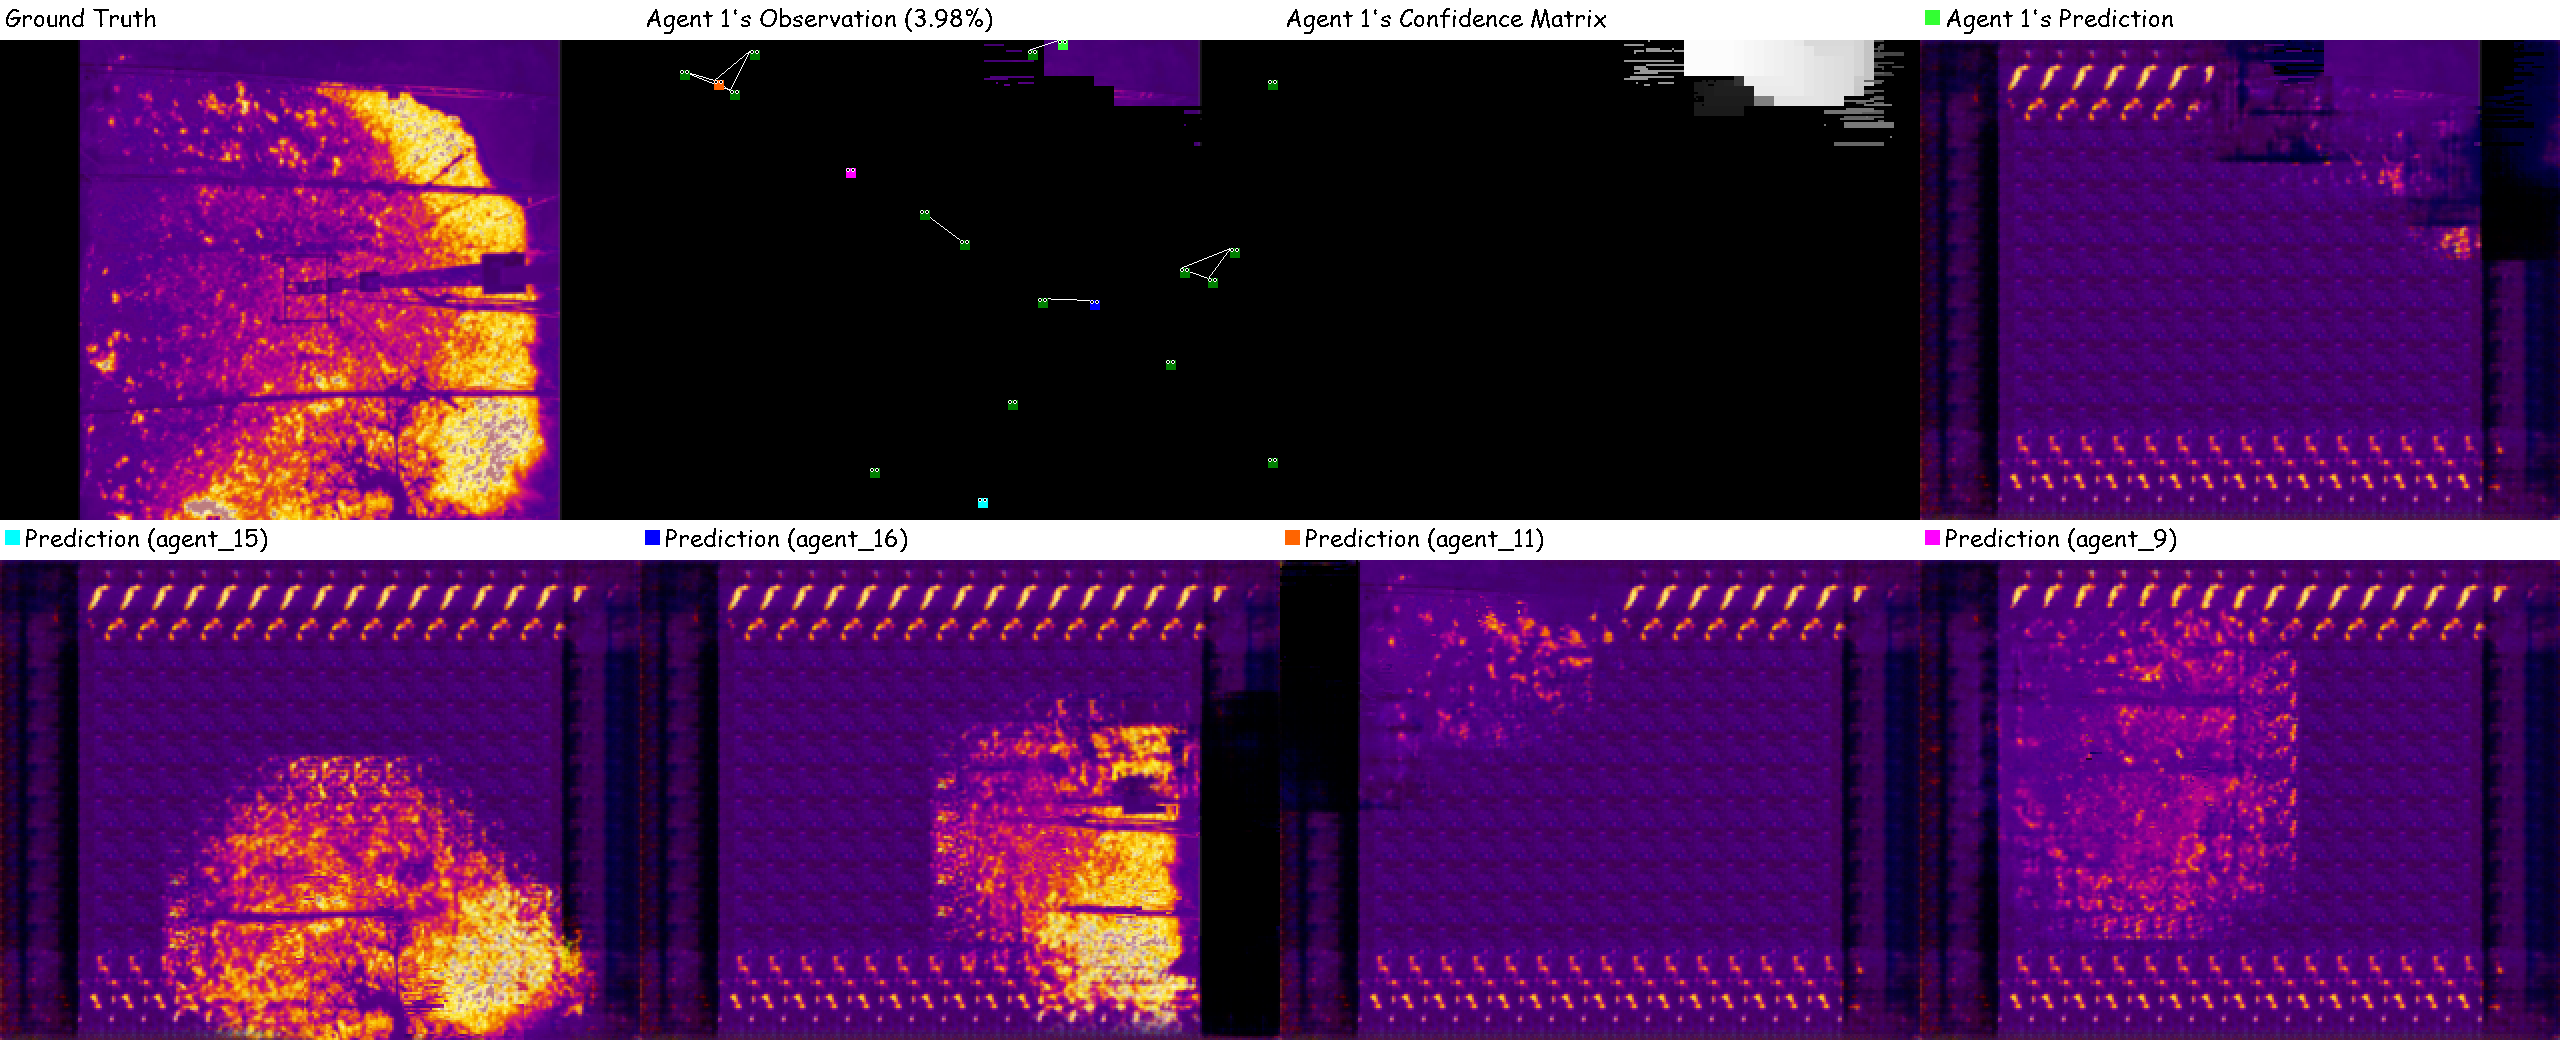 Ground Truth
Agent 1's Observation (3.98%)
Agent 1's Confidence Matrix
Agent 1's Prediction
Prediction (agent_15)
Prediction (agent_16)
Prediction (agent_11)
Prediction (agent_9)